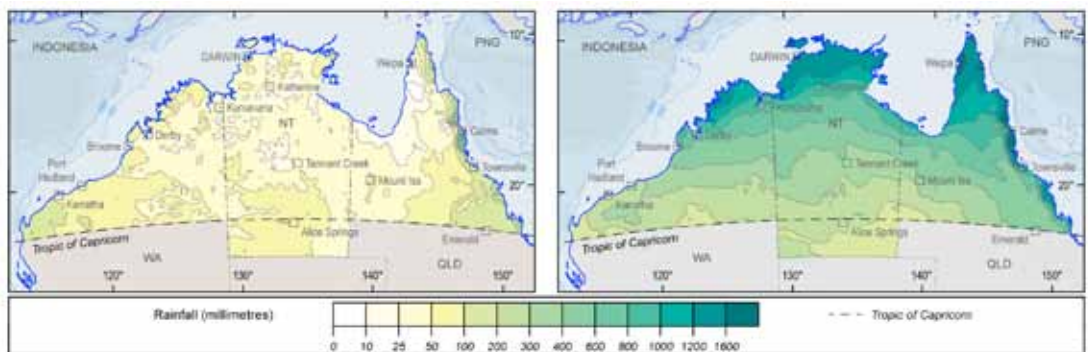 INDONESIA
PNG
10°
DARWIN
Weipa
Katherine
Kununurra
NT
Derby
Broome
Cairns
Port
Hedland
Tennant Creek
Townsville
Mount Isa
20°
Karratha
Alice Springs
Emerald
Tropic of Capricorn
WA
QLD
120°
130°
140°
150°
INDONESIA
PNG
10°
DARWIN
Weipa
Katherine
Kununurra
NT
Derby
Broome
Cairns
Port
Hedland
Tennant Creek
Townsville
Mount Isa
20°
Karratha
Alice Springs
Emerald
Tropic of Capricorn
WA
QLD
120°
130°
140°
150°
Rainfall (millimetres)
0 10 25 50 100 200 300 400 600 800 1000 1200 1600
Tropic of Capricorn